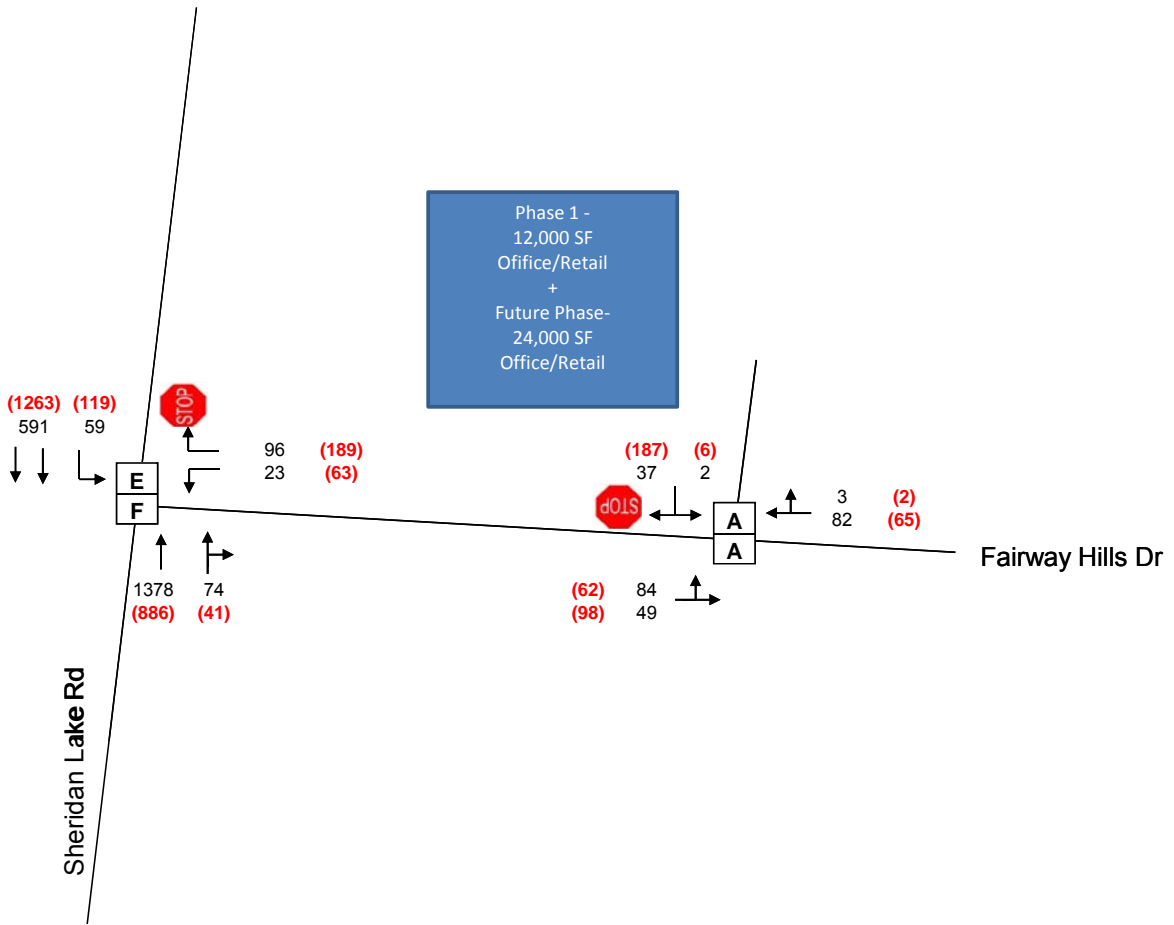 Phase 1 -
12,000 SF
Ofifice/Retail
+
Future Phase-
24,000 SF
Office/Retail
(1263) (119)
591 59
STOP
96 (189)
23 (63)
E
F
1378 74
(886) (41)
(187) (6)
37 2
STOP
A
A
3 (2)
82 (65)
(62) 84
(98) 49
Fairway Hills Dr
Sheridan Lake Rd